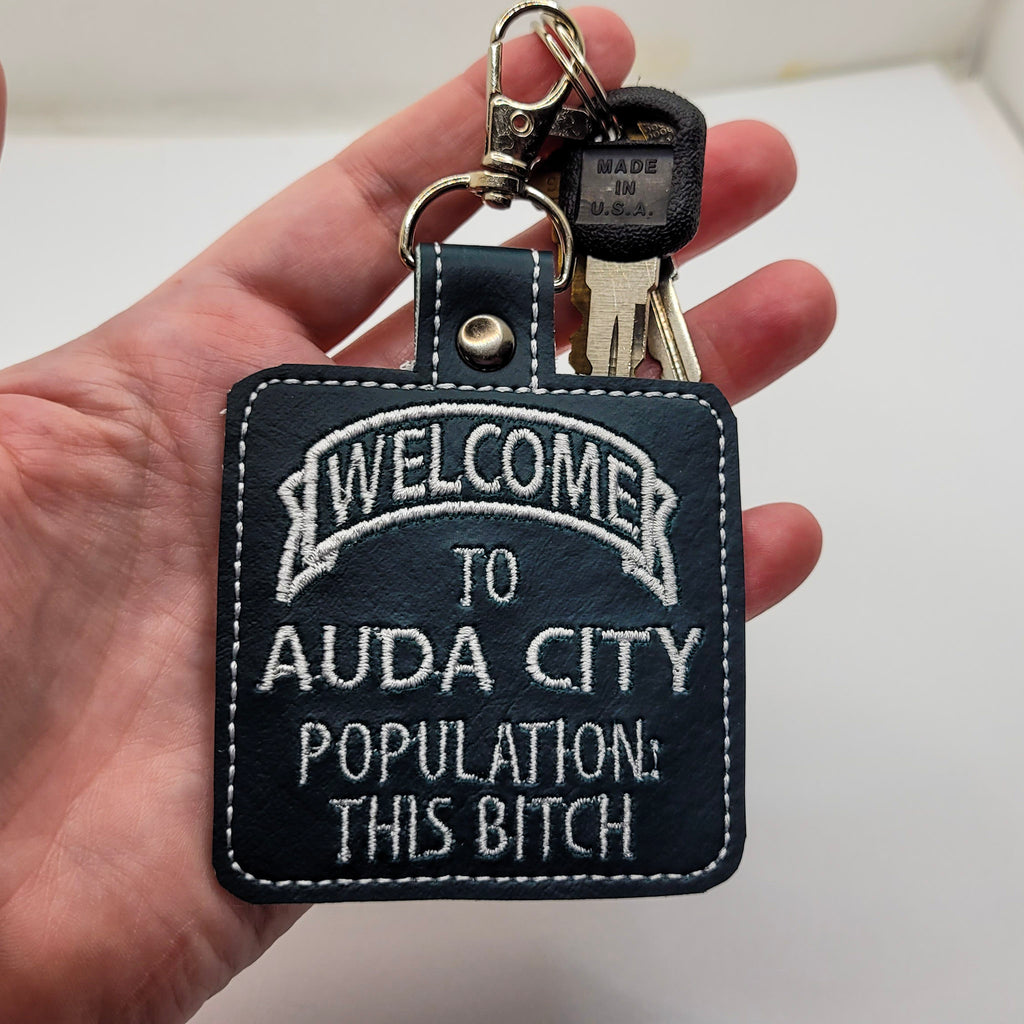 MADE
IN
U.S.A.
WELCOME
TO
AUDA CITY
POPULATION:
THIS BITCH